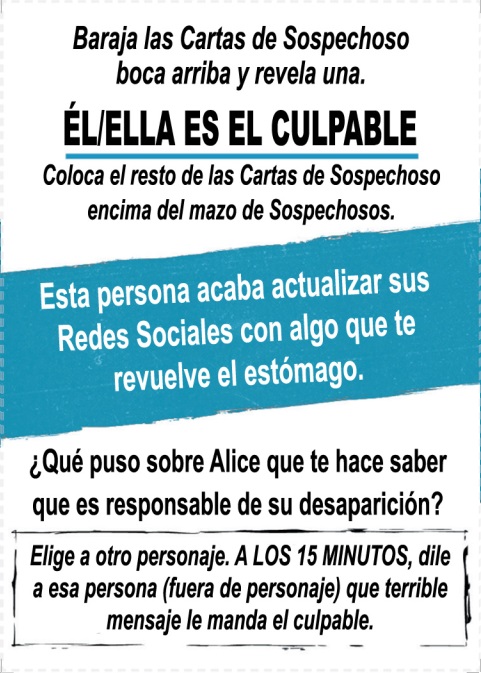 Baraja las Cartas de Sospechoso
boca arriba y revela una.
ÉL/ELLA ES EL CULPABLE
Coloca el resto de las Cartas de Sospechoso
encima del mazo de Sospechosos.
Esta persona acaba actualizar sus
Redes Sociales con algo que te
revuelve el estómago.
¿Qué puso sobre Alice que te hace saber
que es responsable de su desaparición?
Elige a otro personaje. A LOS 15 MINUTOS, dile
a esa persona (fuera de personaje) que terrible
mensaje le manda el culpable.